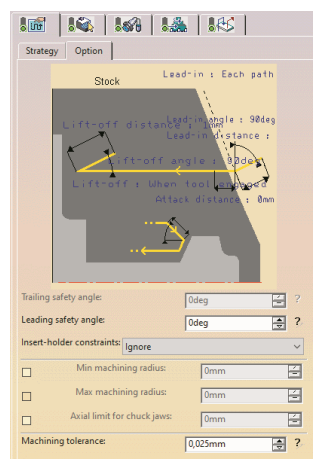 Strategy Option
Stock
Lead-in : Each path
Lead-in angle : 90deg
Lift-off distance : 1mm
Lead-in distance :
Lift-off angle : 90deg
Lift-off : When tool engaged
Attack distance : 0mm
Trailing safety angle: 0deg ?
Leading safety angle: 0deg ?
Insert-holder constraints: Ignore
Min machining radius: 0mm
Max machining radius: 0mm
Axial limit for chuck jaws: 0mm
Machining tolerance: 0,025mm ?